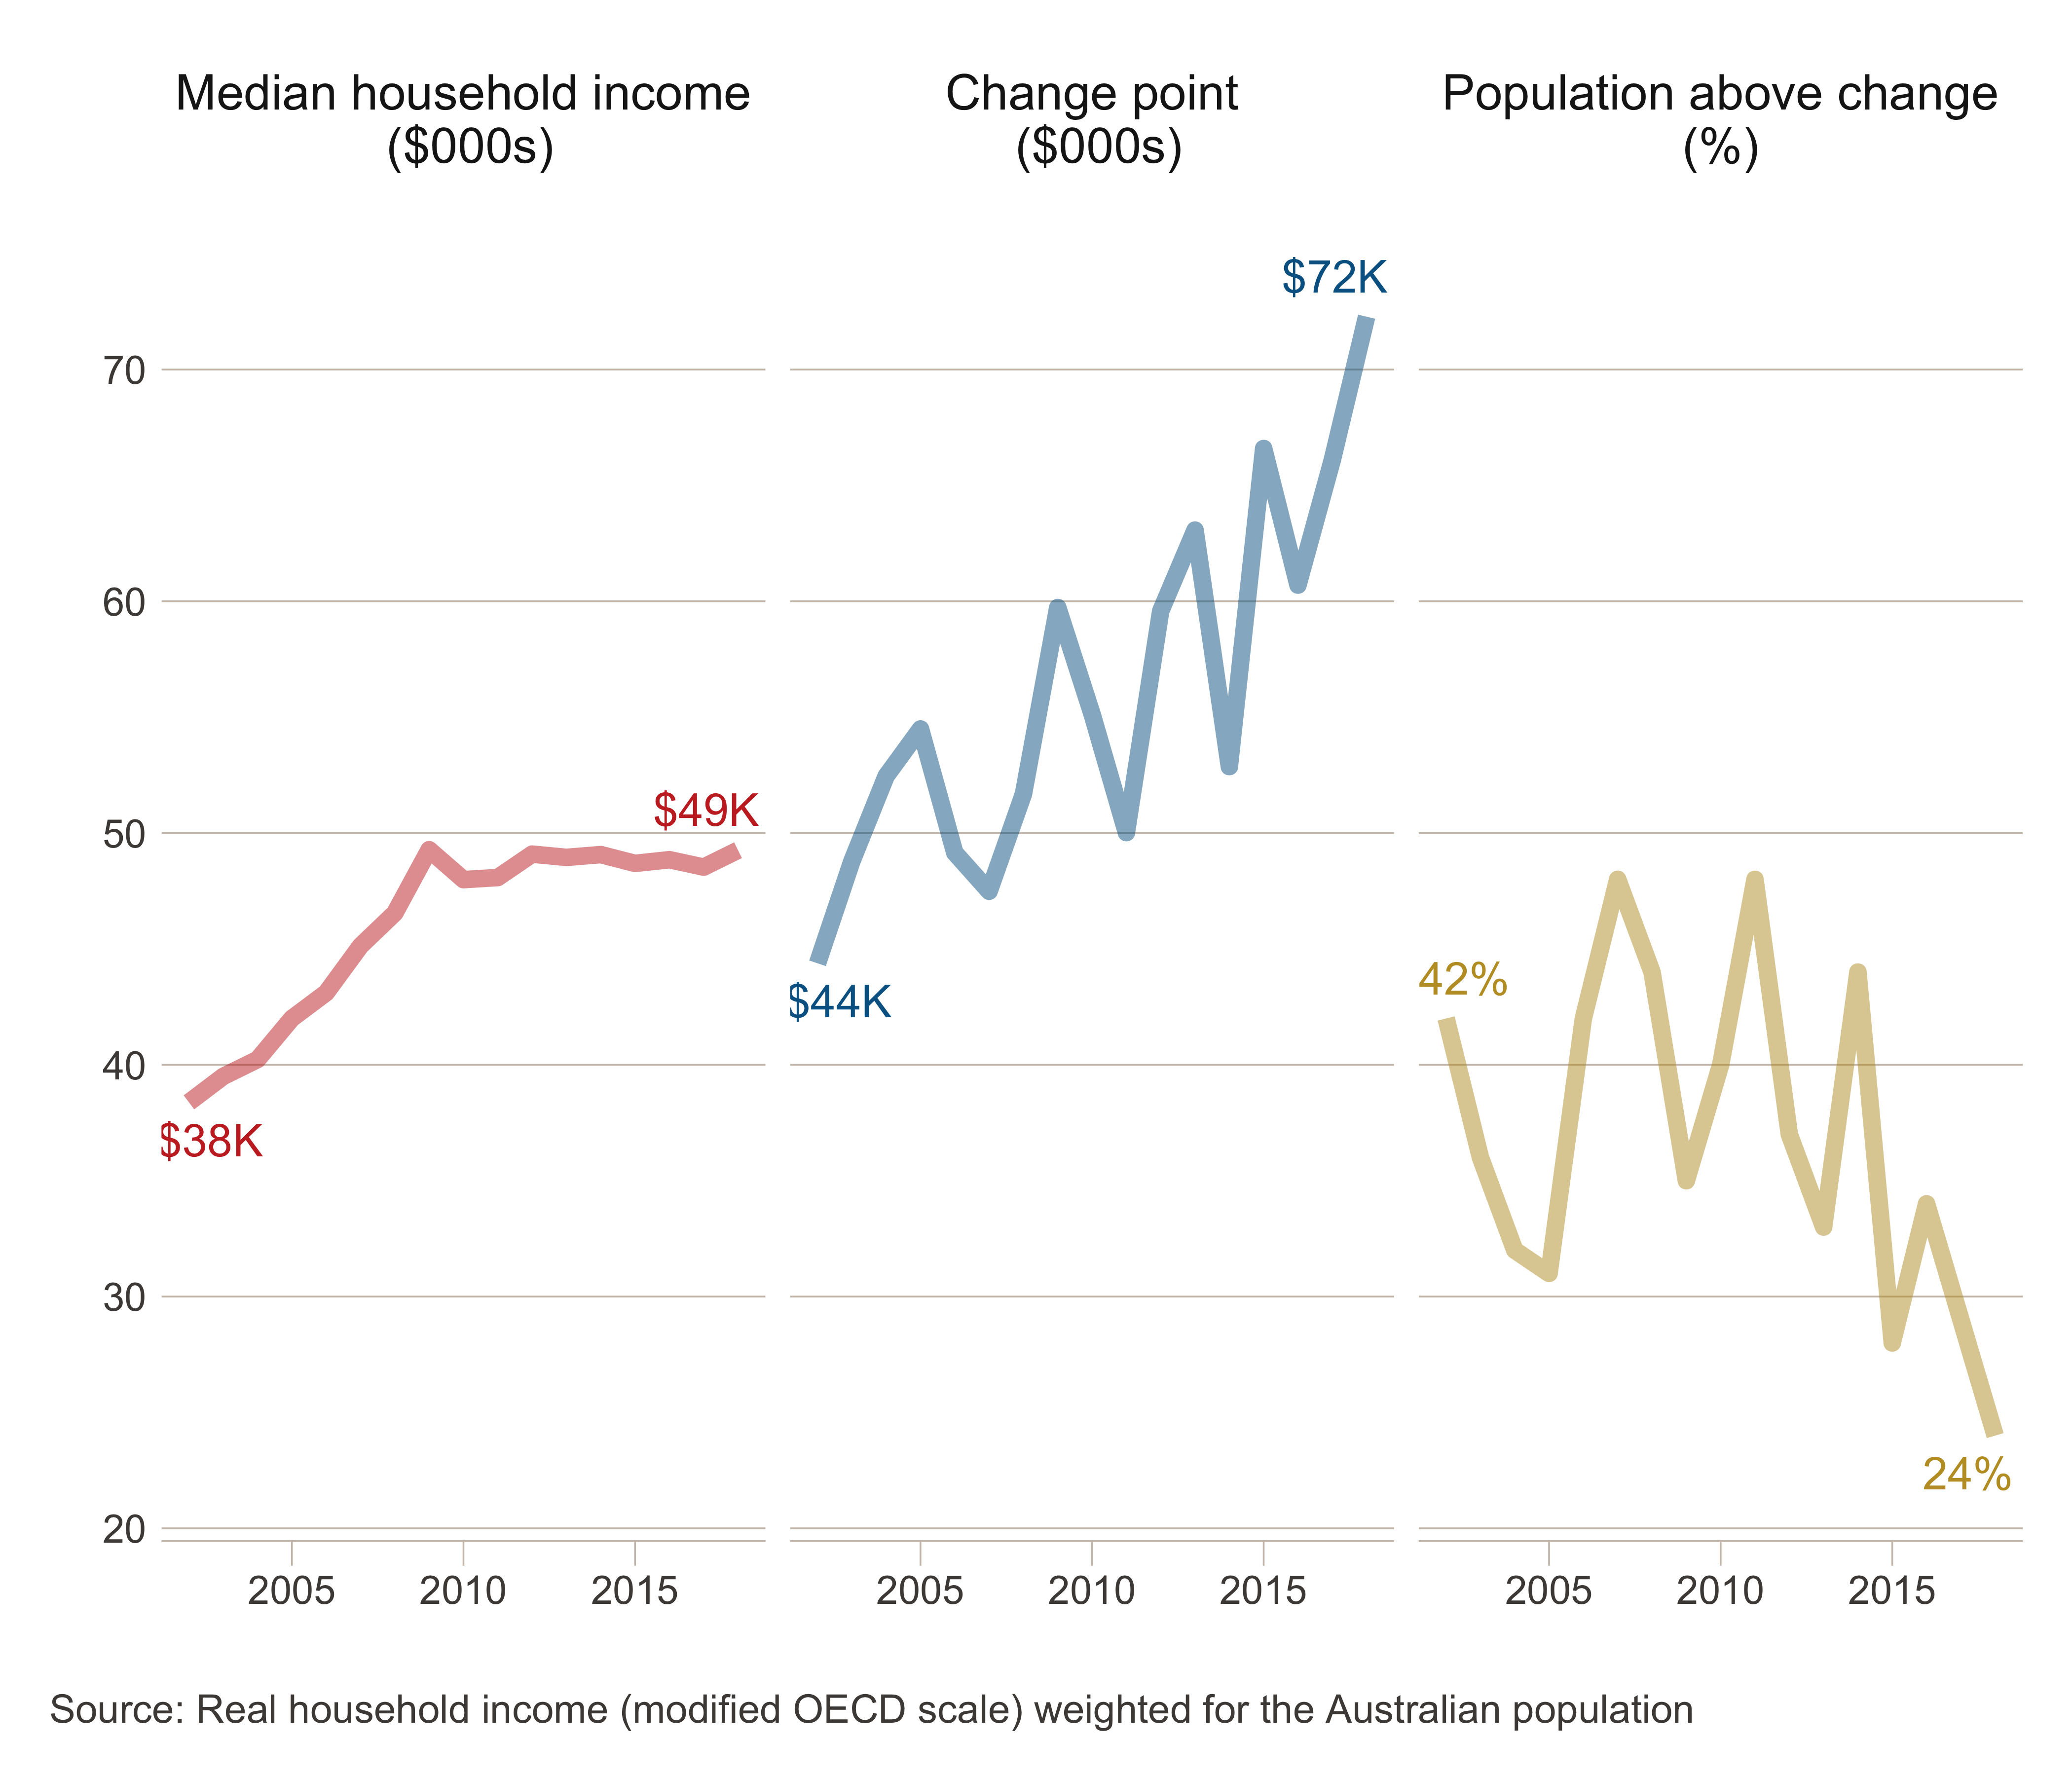 Median household income
($000s)
Change point
($000s)
Population above change
(%)
$72K
70
60
$49K
50
42%
$44K
40
$38K
30
24%
20
2005 2010 2015
2005 2010 2015
2005 2010 2015
Source: Real household income (modified OECD scale) weighted for the Australian population